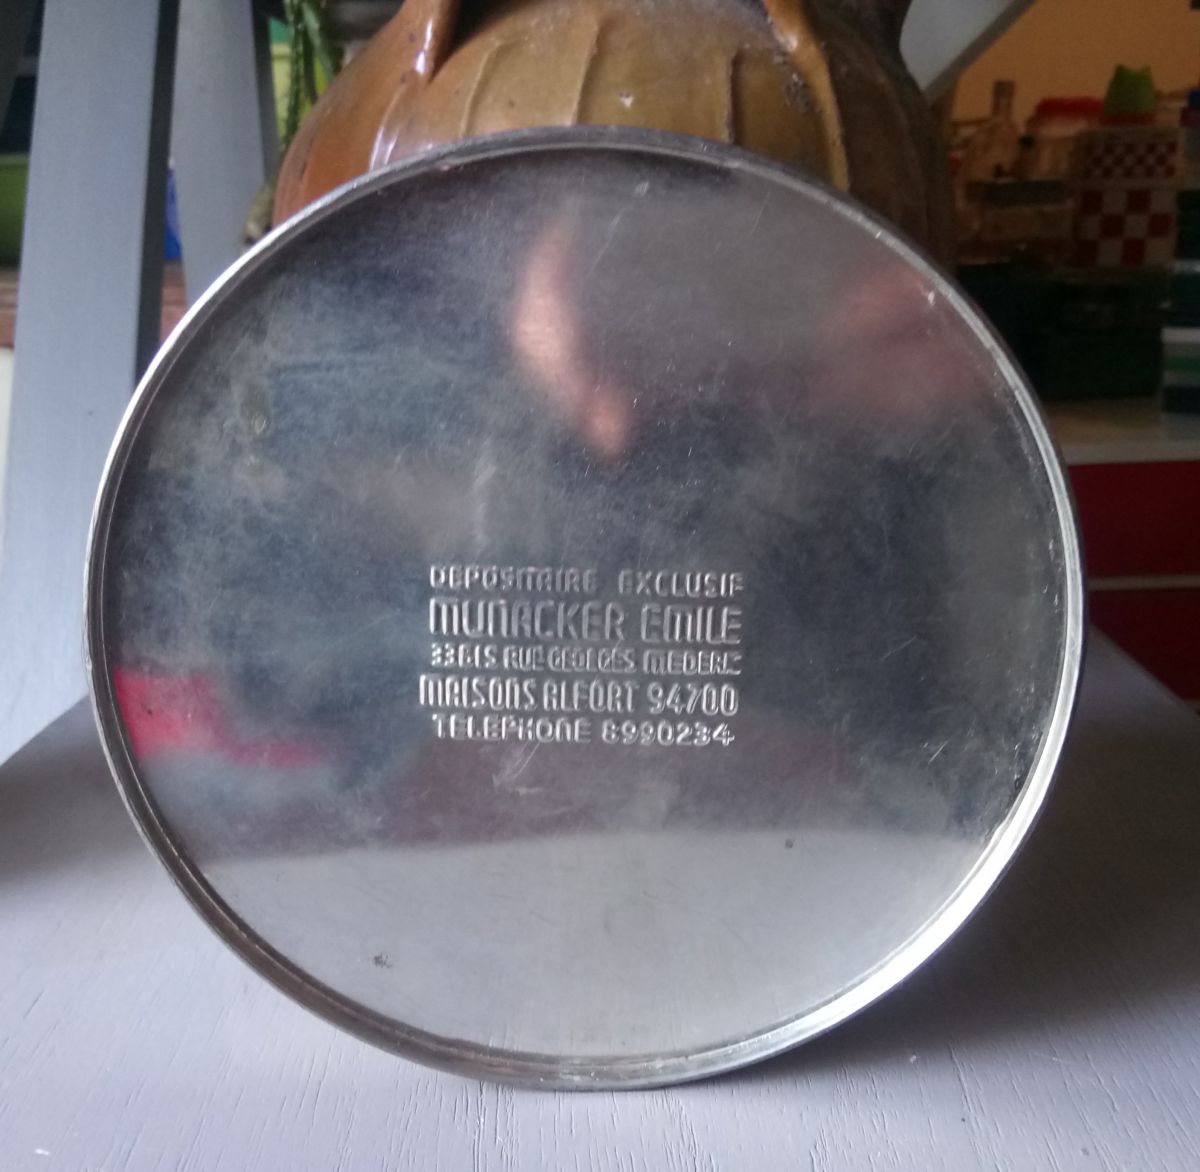 DEPOSITAIRE EXCLUSIF
MUNACKER EMILE
33 BIS RUE GEORGES MEDERIC
MAISONS ALFORT 94700
TELEPHONE 8990234